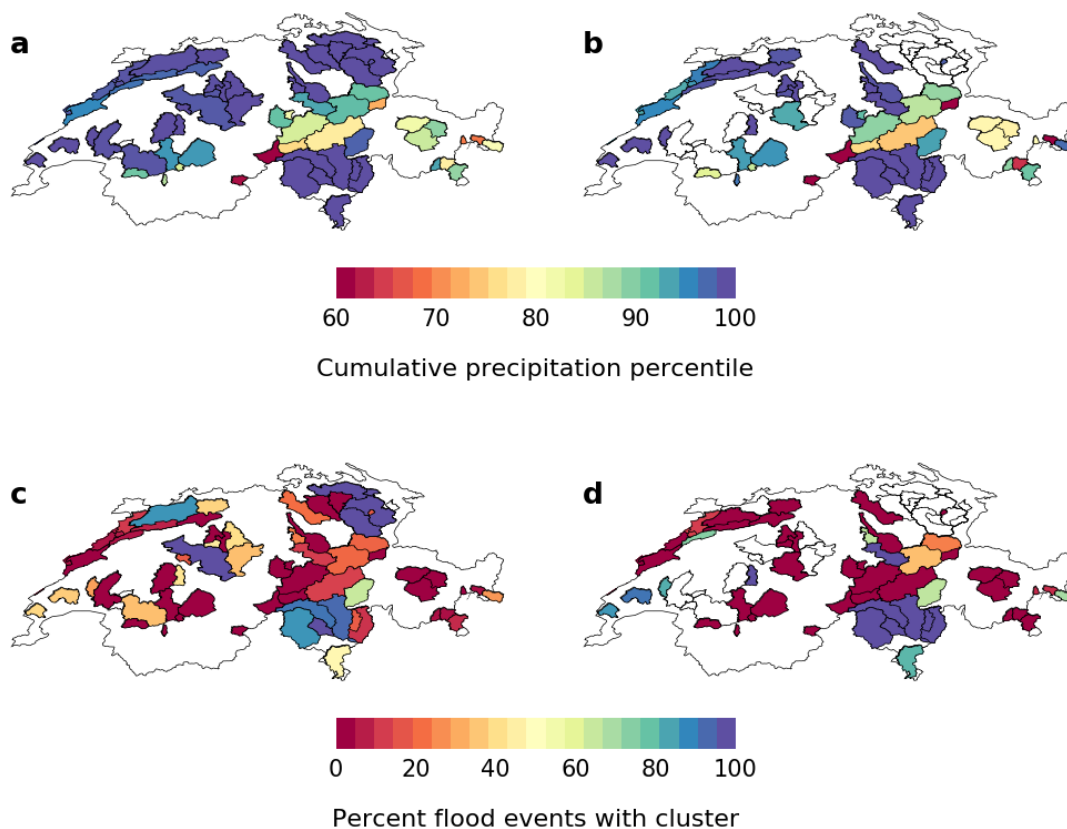 a
b
60 70 80 90 100
Cumulative precipitation percentile
c
d
0 20 40 60 80 100
Percent flood events with cluster